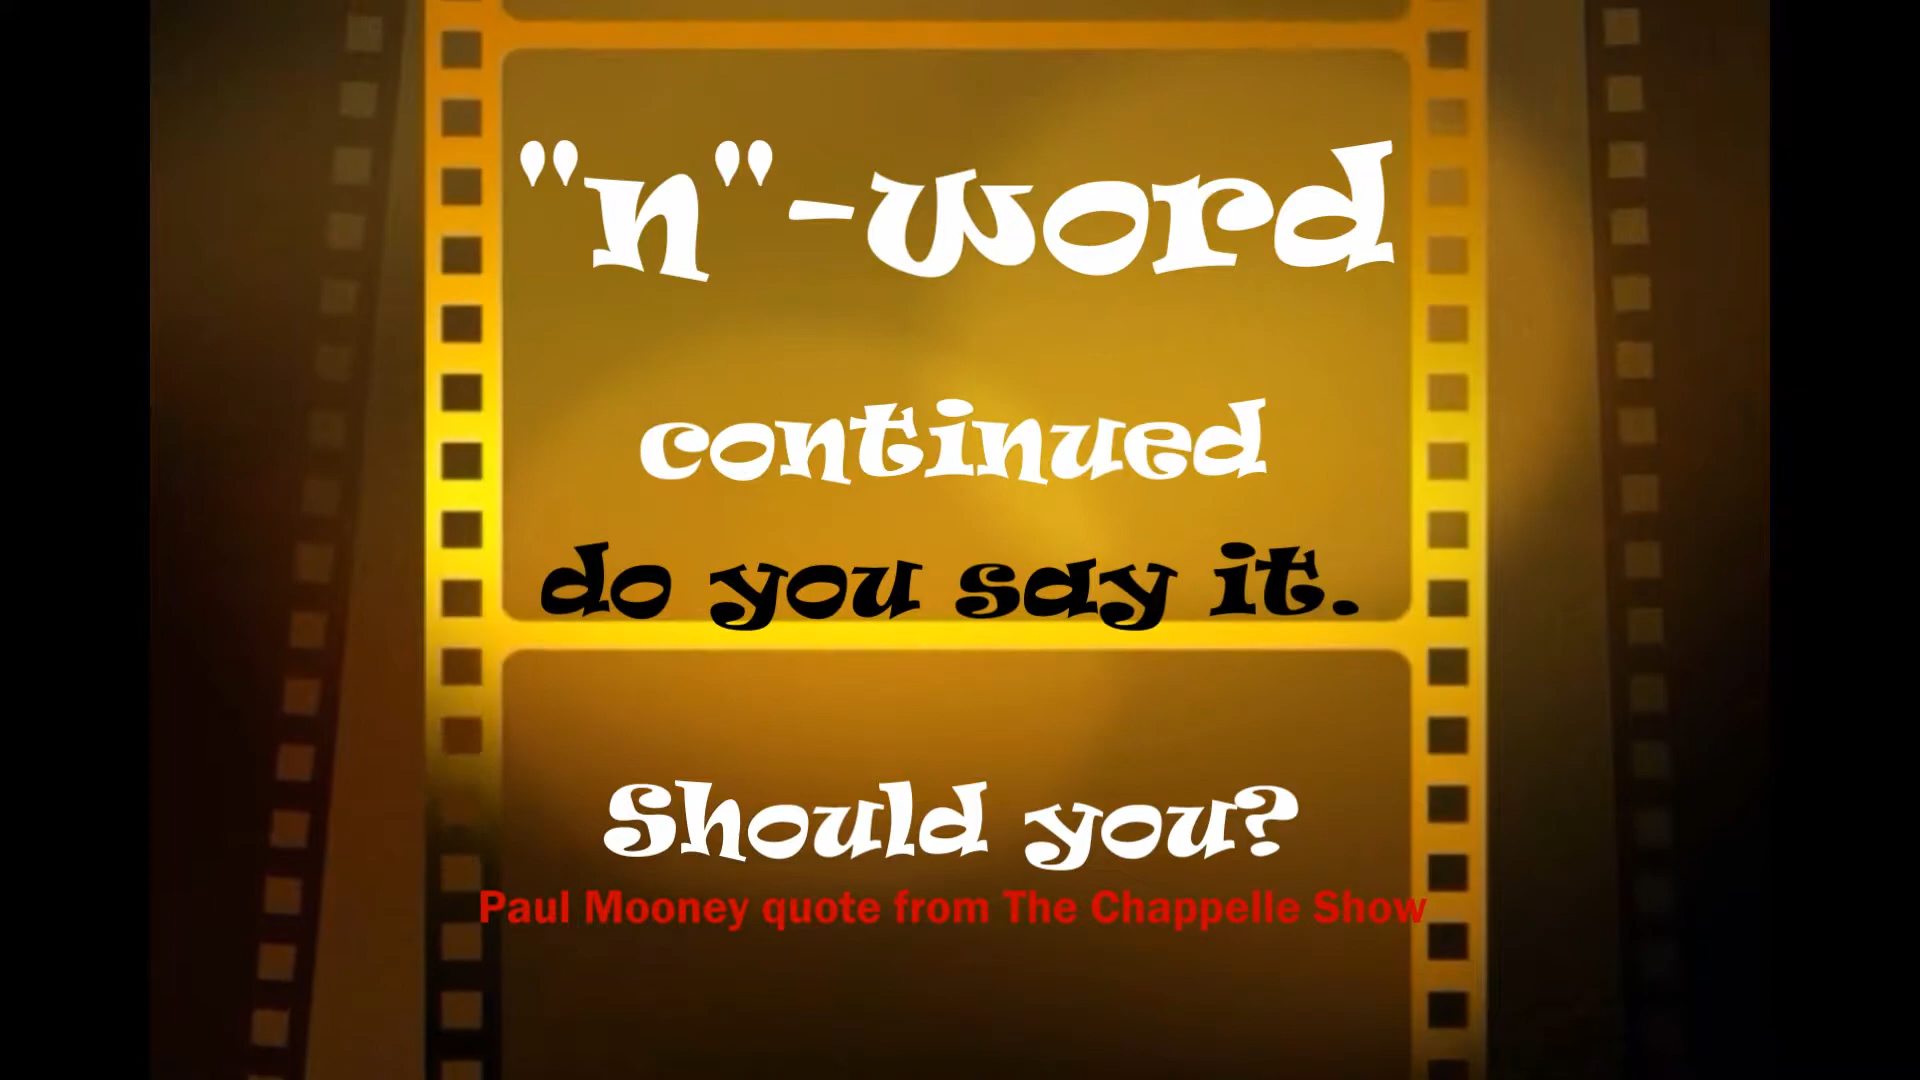 "n"-word
continued
do you say it.
Should you?
Paul Mooney quote from The Chappelle Show